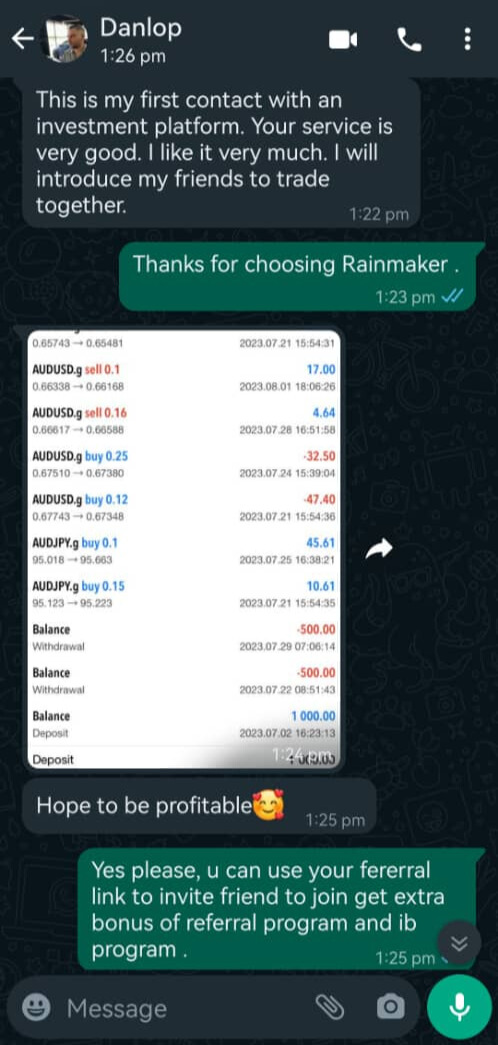 Danlop
1:26 pm
This is my first contact with an
investment platform. Your service is
very good. I like it very much. I will
introduce my friends to trade
together.
1:22 pm
Thanks for choosing Rainmaker .
1:23 pm
0.65743 → 0.65481 2023.07.21 15:54:31
AUDUSD.g sell 0.1 17.00
0.66338 → 0.66168 2023.08.01 18:06:26
AUDUSD.g sell 0.16 4.64
0.66617 → 0.66588 2023.07.28 16:51:58
AUDUSD.g buy 0.25 -32.50
0.67510 → 0.67380 2023.07.24 15:39:04
AUDUSD.g buy 0.12 -47.40
0.67743 → 0.67348 2023.07.21 15:54:36
AUDJPY.g buy 0.1 45.61
95.018 → 95.663 2023.07.25 16:38:21
AUDJPY.g buy 0.15 10.61
95.123 → 95.223 2023.07.21 15:54:35
Balance -500.00
Withdrawal 2023.07.29 07:06:14
Balance -500.00
Withdrawal 2023.07.22 08:51:43
Balance 1 000.00
Deposit 2023.07.02 16:23:13
Deposit 1 000.00
1:24 pm
Hope to be profitable🥰
1:25 pm
Yes please, u can use your fererral
link to invite friend to join get extra
bonus of referral program and ib
program .
1:25 pm
Message